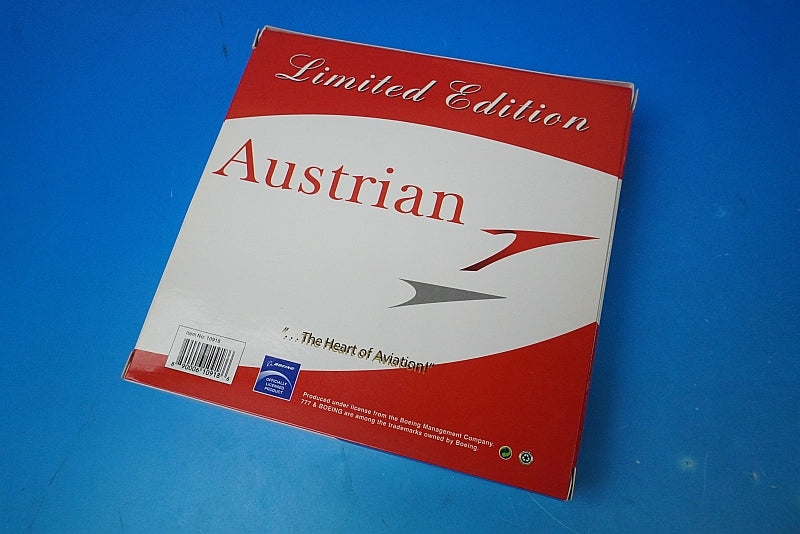 Limited Edition
Austrian
"...The Heart of Aviation!"
Item No: 10918
BOEING
OFFICIALLY
LICENSED
PRODUCT
Produced under license from the Boeing Management Company.
777 & BOEING are among the trademarks owned by Boeing.